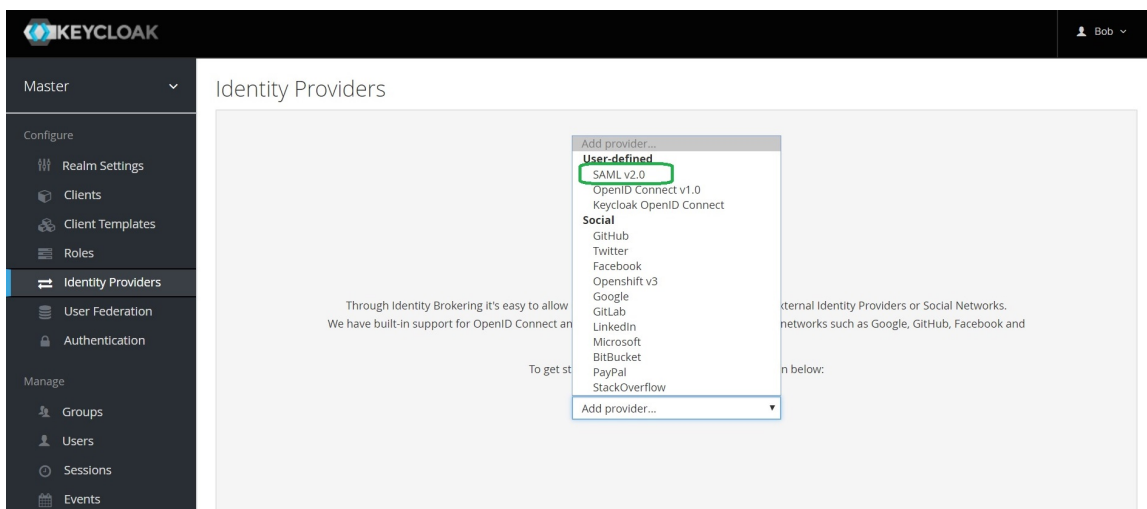 KEYCLOAK
Bob
Master
Identity Providers
Configure
Realm Settings
Clients
Client Templates
Roles
Identity Providers
User Federation
Authentication
Manage
Groups
Users
Sessions
Events
Add provider...
User-defined
SAML v2.0
OpenID Connect v1.0
Keycloak OpenID Connect
Social
GitHub
Twitter
Facebook
Openshift v3
Google
GitLab
LinkedIn
Microsoft
BitBucket
PayPal
StackOverflow
Through Identity Brokering it's easy to allow xternal Identity Providers or Social Networks.
We have built-in support for OpenID Connect an networks such as Google, GitHub, Facebook and
To get st n below:
Add provider...